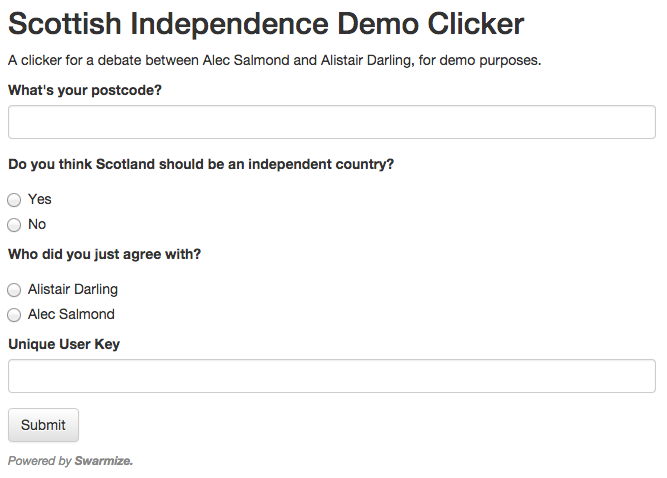 Scottish Independence Demo Clicker
A clicker for a debate between Alec Salmond and Alistair Darling, for demo purposes.
What's your postcode?
Do you think Scotland should be an independent country?
Yes
No
Who did you just agree with?
Alistair Darling
Alec Salmond
Unique User Key
Submit
Powered by Swarmize.